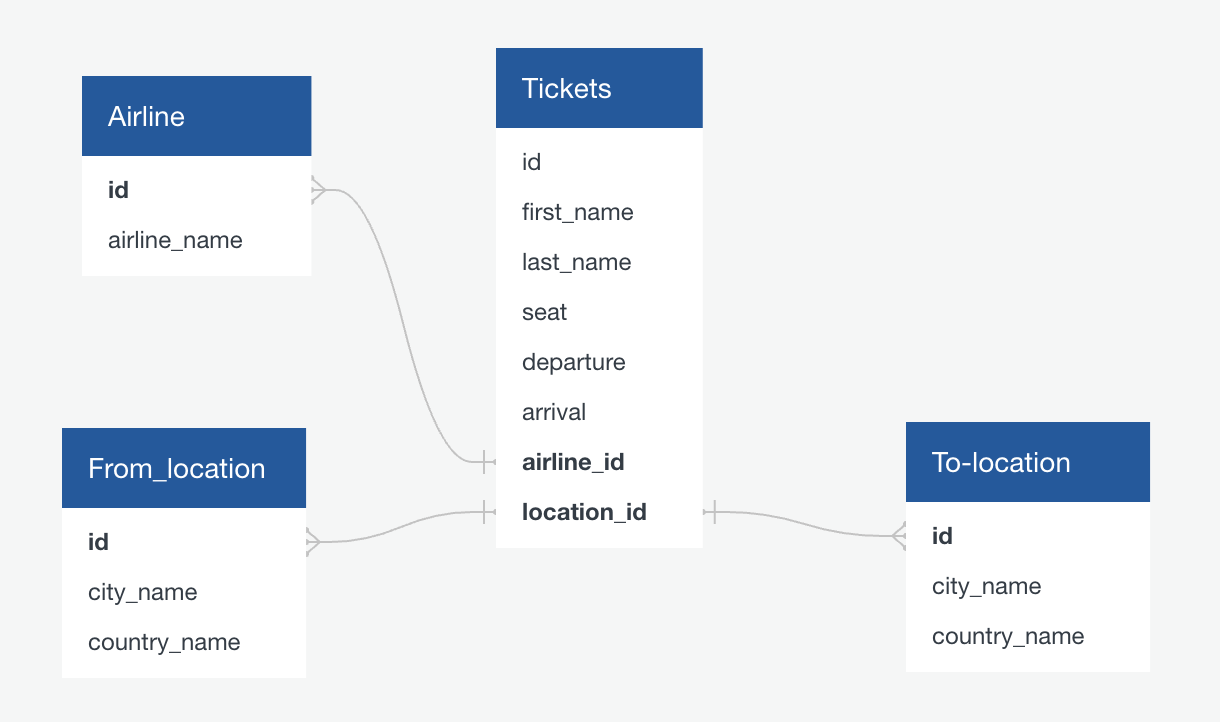 Airline
id
airline_name
Tickets
id
first_name
last_name
seat
departure
arrival
airline_id
location_id
From_location
id
city_name
country_name
To-location
id
city_name
country_name